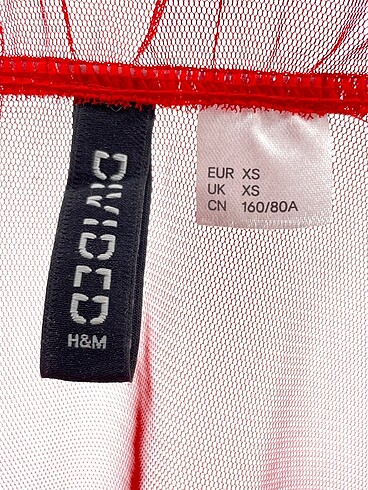 DIVIDED
H&M
EUR XS
UK XS
CN 160/80A